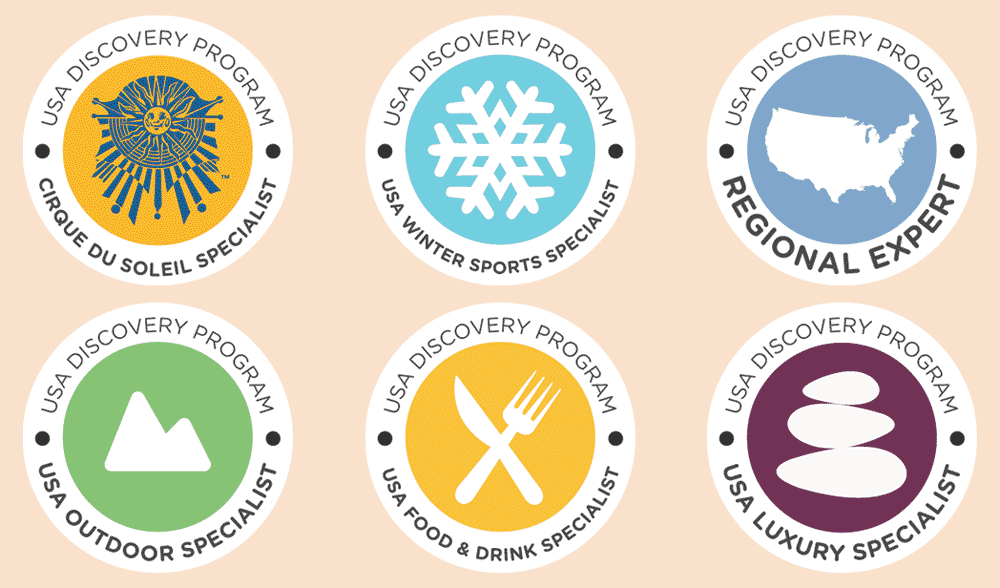 USA DISCOVERY PROGRAM
CIRQUE DU SOLEIL SPECIALIST
™
USA DISCOVERY PROGRAM
USA WINTER SPORTS SPECIALIST
USA DISCOVERY PROGRAM
REGIONAL EXPERT
USA DISCOVERY PROGRAM
USA OUTDOOR SPECIALIST
USA DISCOVERY PROGRAM
USA FOOD & DRINK SPECIALIST
USA DISCOVERY PROGRAM
USA LUXURY SPECIALIST